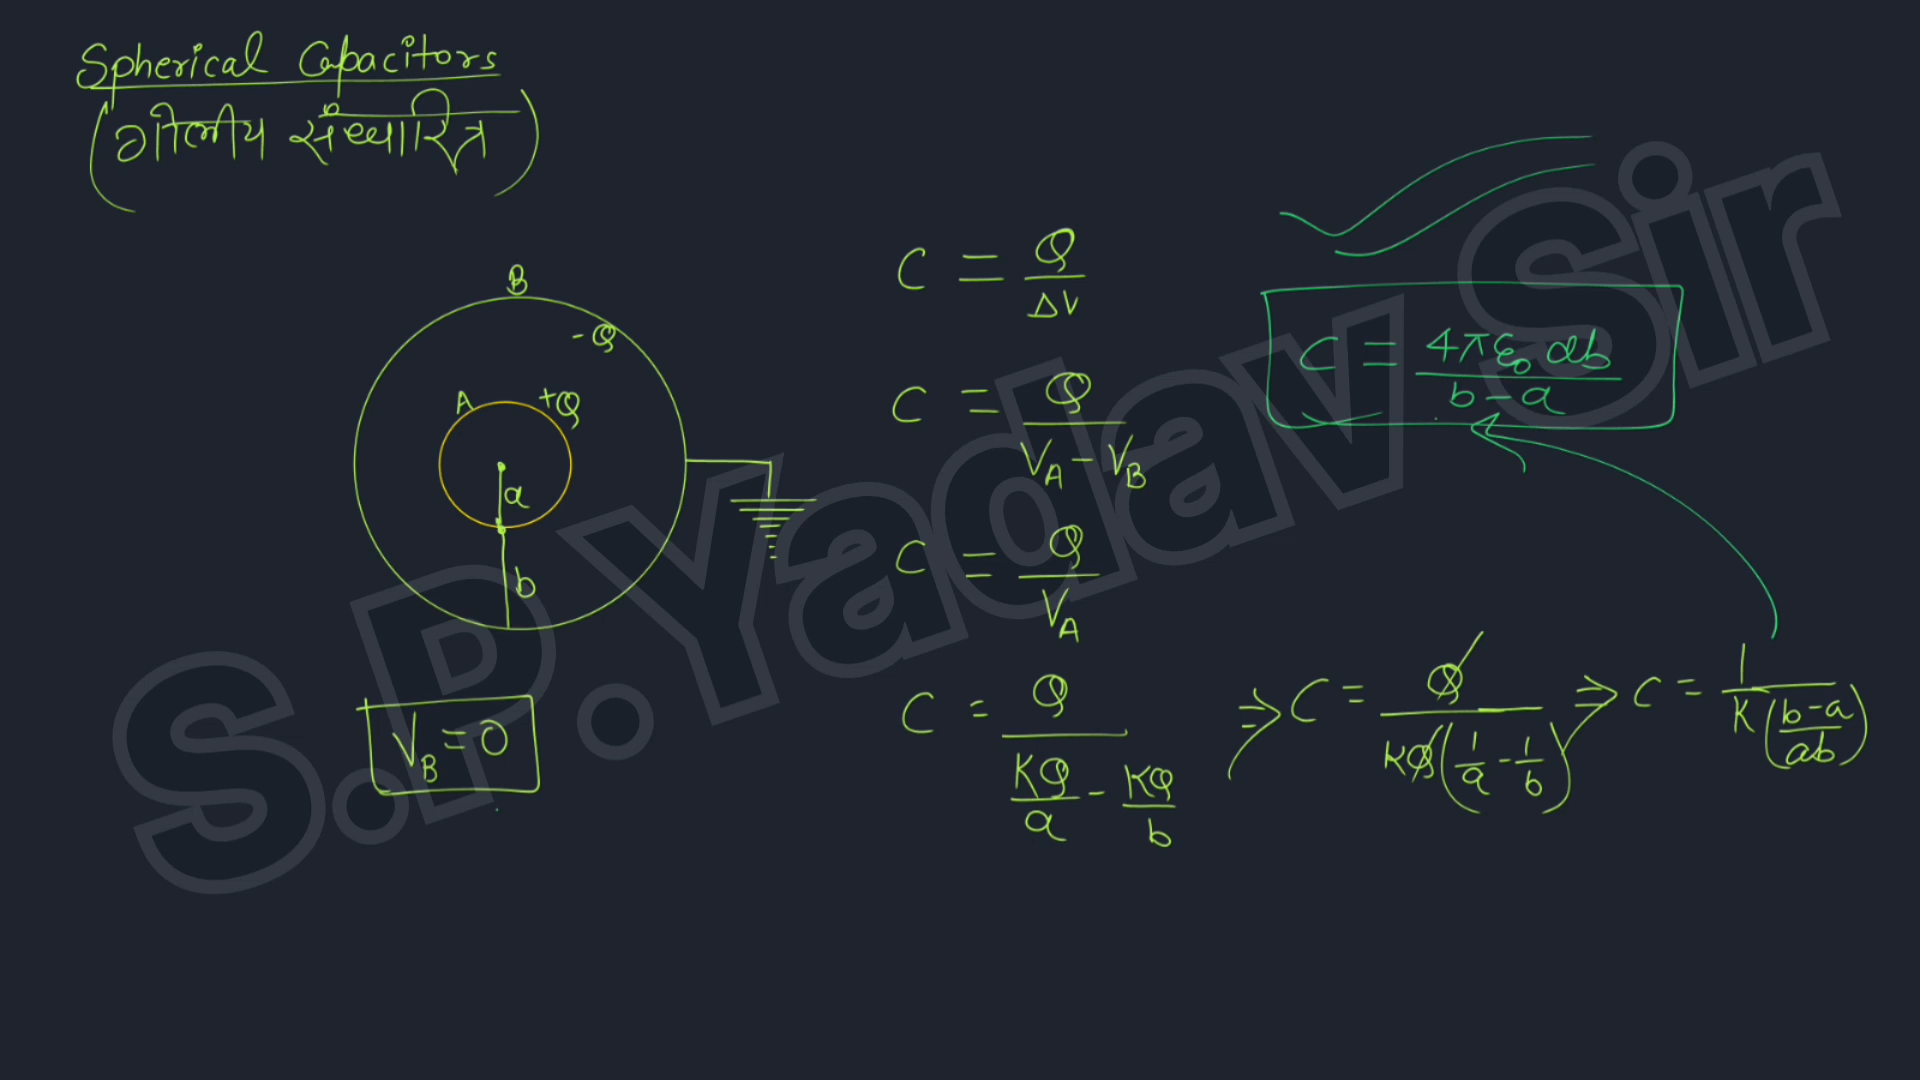 Spherical Capacitors
(गोलीय संधारित्र)
B
-Q
A
+Q
a
b
V_B = 0
C = Q/ΔV
C = Q/(V_A - V_B)
C = Q/V_A
C = Q/(KQ/a - KQ/b) ⇒ C = Q/(KQ(1/a - 1/b)) ⇒ C = 1/(K((b-a)/ab))
C = 4πε₀ab/(b-a)
S.P.Yadav Sir